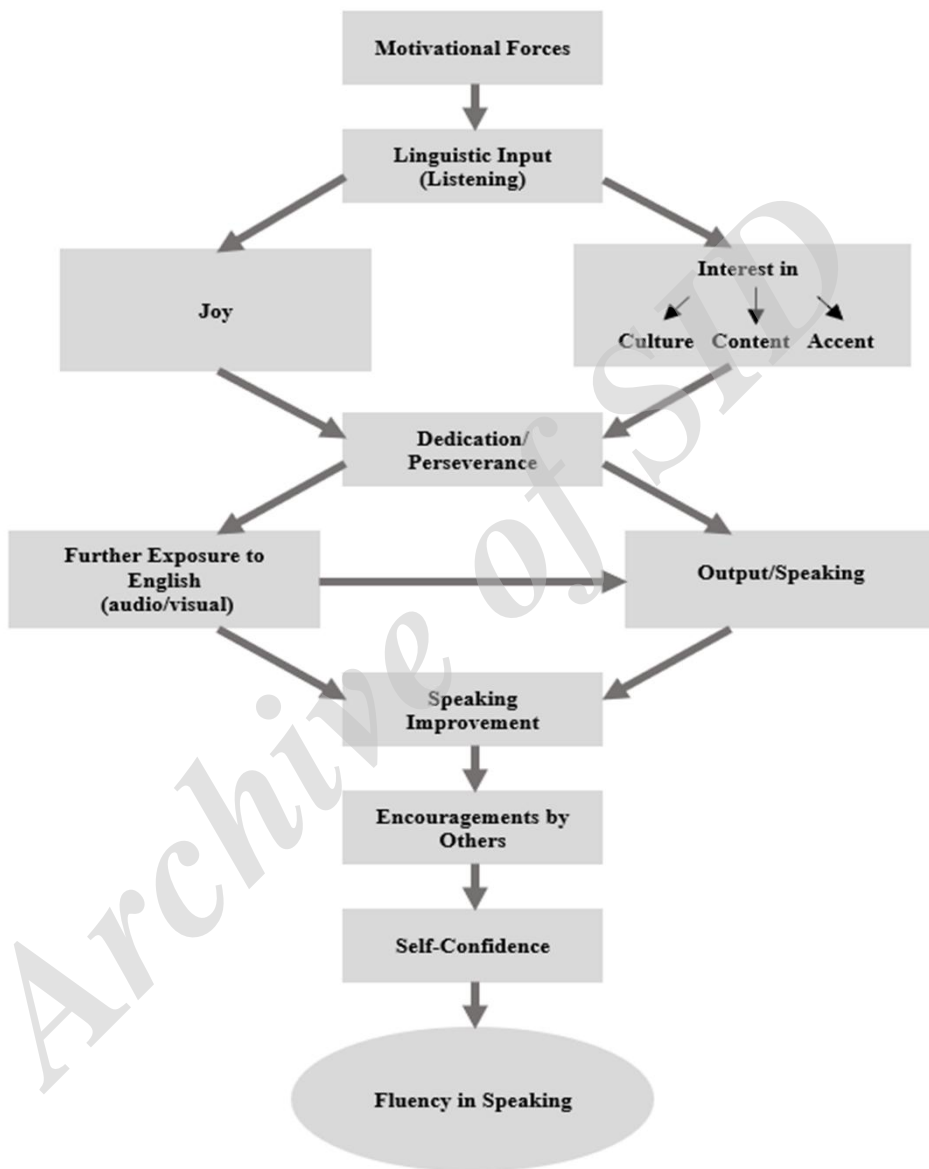 Motivational Forces
Linguistic Input
(Listening)
Joy
Interest in
Culture Content Accent
Dedication/
Perseverance
Further Exposure to
English
(audio/visual)
Output/Speaking
Speaking
Improvement
Encouragements by
Others
Self-Confidence
Fluency in Speaking
Archive of SID